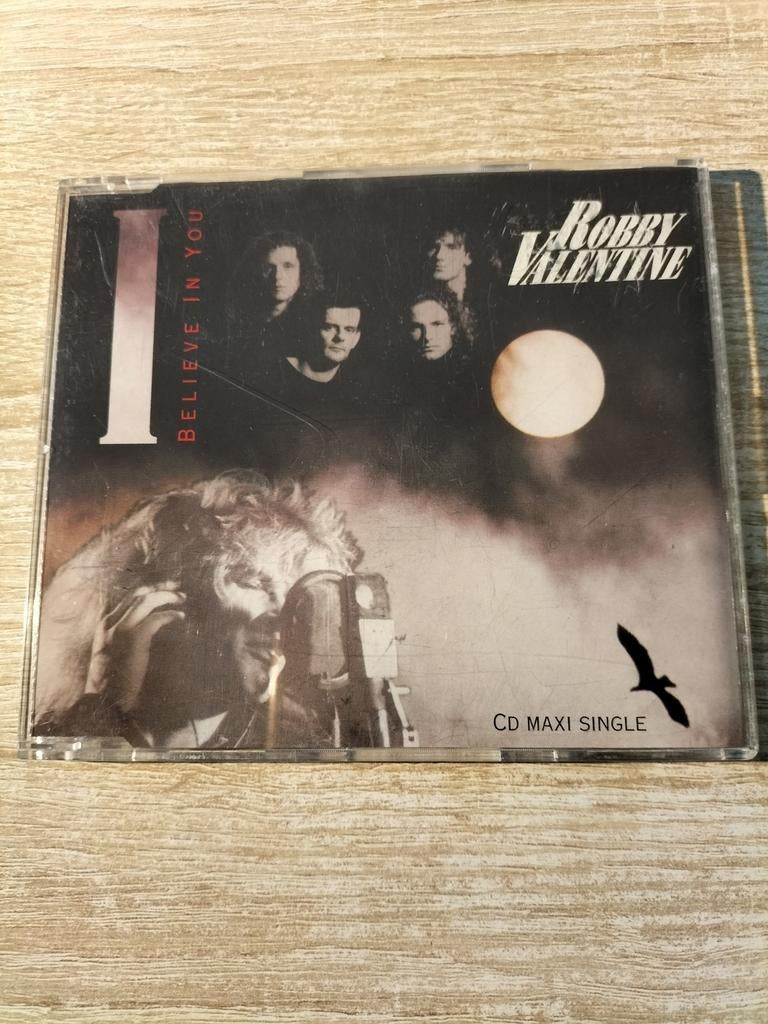 I
BELIEVE IN YOU
ROBBY
VALENTINE
CD MAXI SINGLE